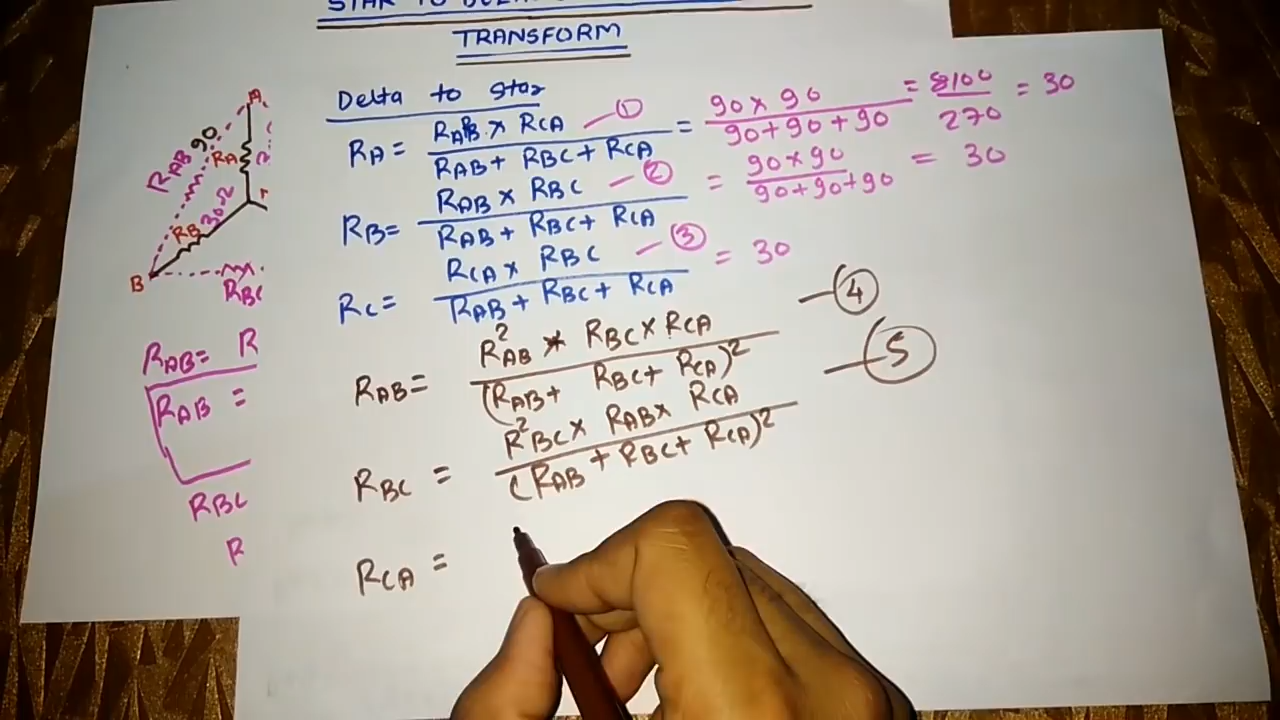 STAR TO
TRANSFORM
Delta to star
RA = RAB × RCA / RAB + RBC + RCA — ① = 90 × 90 / 90 + 90 + 90 = 8100 / 270 = 30
RB = RAB × RBC / RAB + RBC + RCA — ② = 90 × 90 / 90 + 90 + 90 = 30
RC = RCA × RBC / RAB + RBC + RCA — ③ = 30
RAB = R²AB * RBC × RCA / (RAB + RBC + RCA)² — ④
RBC = R²BC × RAB × RCA / (RAB + RBC + RCA)² — ⑤
RCA =
A
RAB 90
RA
RB 30Ω
B
RBC
RAB = R
RAB =
RBC
R